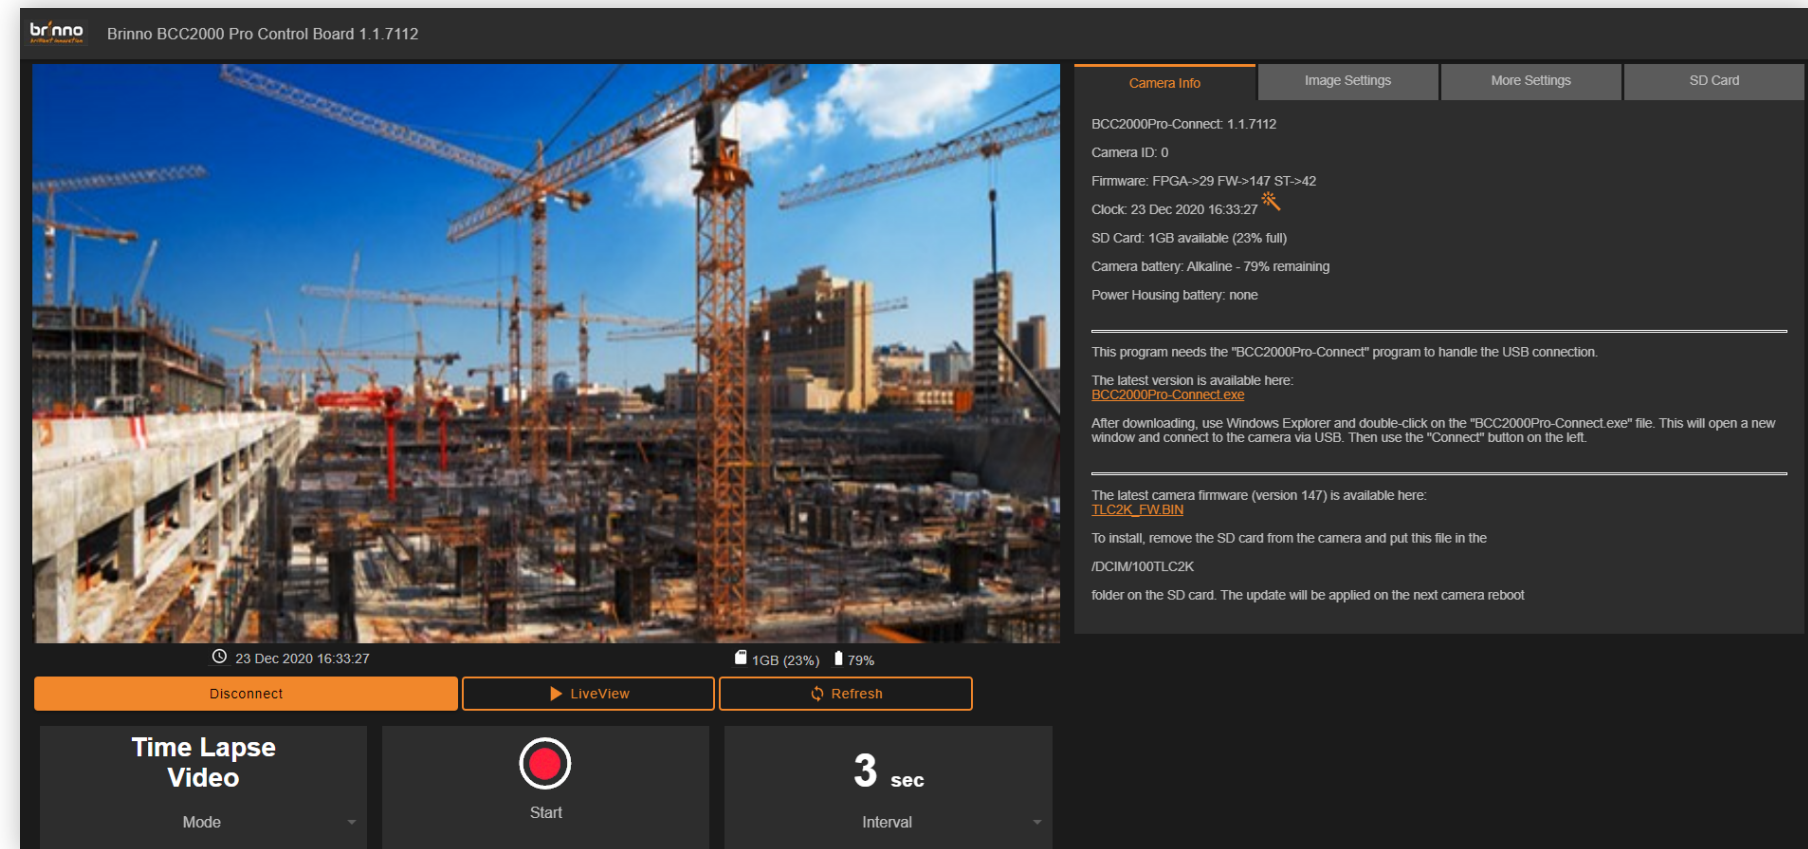 brinno
Brinno BCC2000 Pro Control Board 1.1.7112
Camera Info
Image Settings
More Settings
SD Card
BCC2000Pro-Connect: 1.1.7112
Camera ID: 0
Firmware: FPGA->29 FW->147 ST->42
Clock: 23 Dec 2020 16:33:27
SD Card: 1GB available (23% full)
Camera battery: Alkaline - 79% remaining
Power Housing battery: none
This program needs the "BCC2000Pro-Connect" program to handle the USB connection.
The latest version is available here:
BCC2000Pro-Connect.exe
After downloading, use Windows Explorer and double-click on the "BCC2000Pro-Connect.exe" file. This will open a new
window and connect to the camera via USB. Then use the "Connect" button on the left.
The latest camera firmware (version 147) is available here:
TLC2K_FW.BIN
To install, remove the SD card from the camera and put this file in the
/DCIM/100TLC2K
folder on the SD card. The update will be applied on the next camera reboot
23 Dec 2020 16:33:27
1GB (23%) 79%
Disconnect
LiveView
Refresh
Time Lapse
Video
Mode
Start
3 sec
Interval